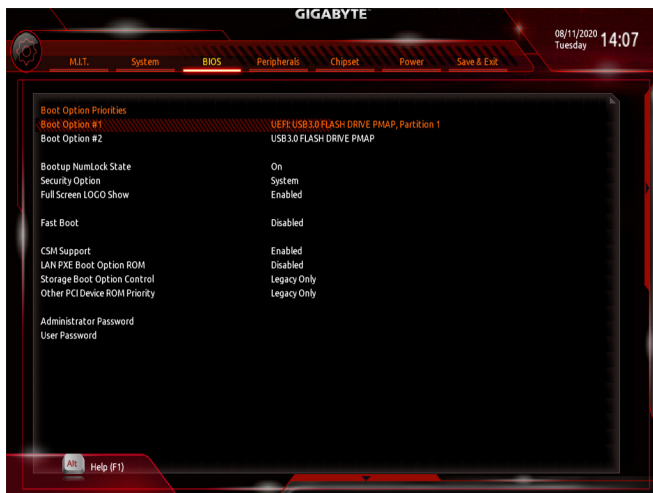 GIGABYTE™
08/11/2020 14:07
Tuesday
M.I.T. System BIOS Peripherals Chipset Power Save & Exit
Boot Option Priorities
Boot Option #1 UEFI: USB3.0 FLASH DRIVE PMAP, Partition 1
Boot Option #2 USB3.0 FLASH DRIVE PMAP
Bootup NumLock State On
Security Option System
Full Screen LOGO Show Enabled
Fast Boot Disabled
CSM Support Enabled
LAN PXE Boot Option ROM Disabled
Storage Boot Option Control Legacy Only
Other PCI Device ROM Priority Legacy Only
Administrator Password
User Password
Alt Help (F1)